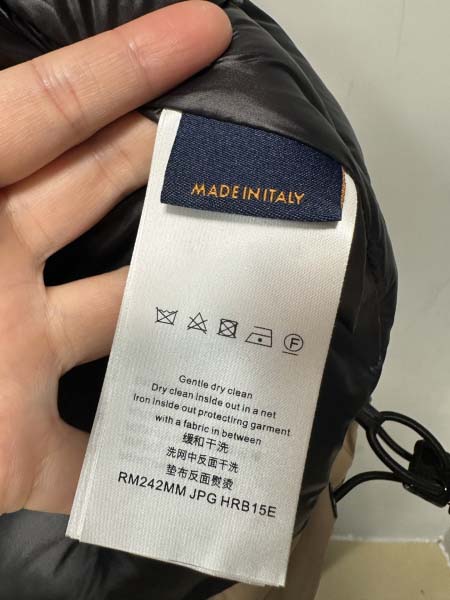 MADE IN ITALY
F
Gentle dry clean
Dry clean inside out in a net
Iron inside out protectirng garment
with a fabric in between
缓和干洗
洗网中反面干洗
垫布反面熨烫
RM242MM JPG HRB15E